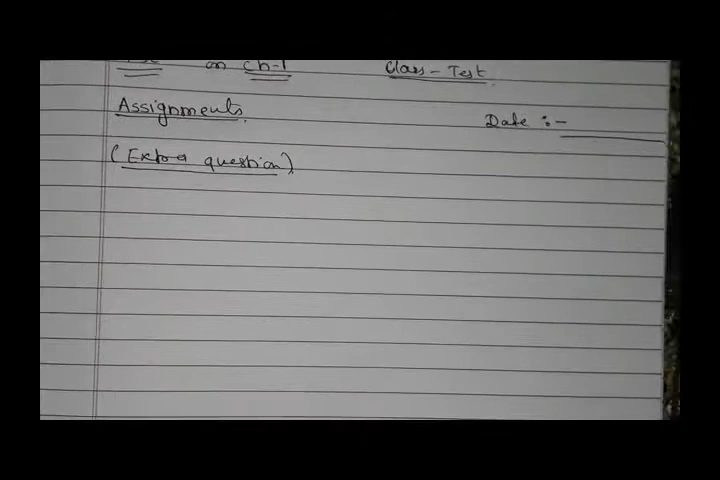 on Ch-1 Class - Test
Assignments.
Date :-
(Extra question)